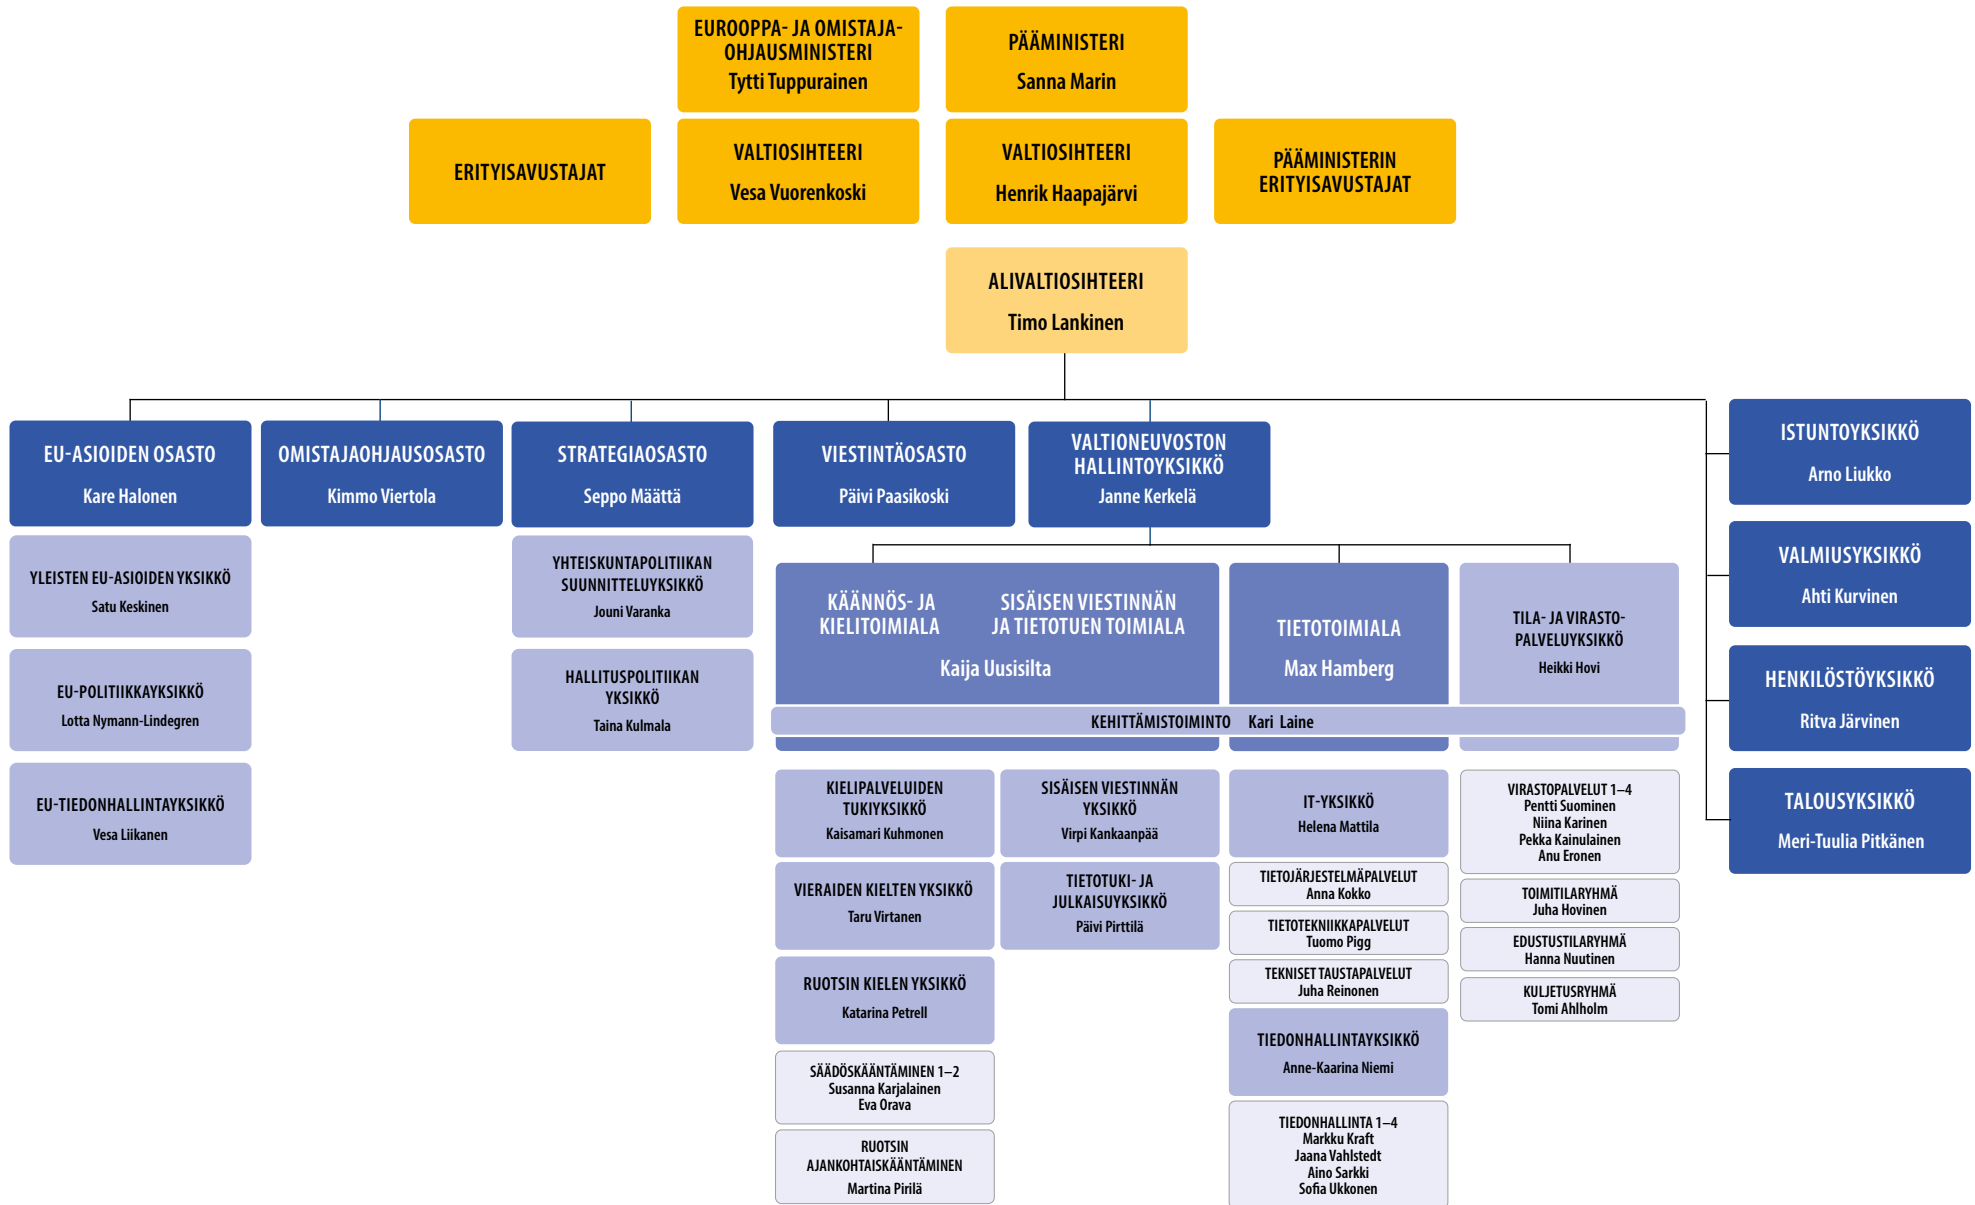 EUROOPPA- JA OMISTAJA-
OHJAUSMINISTERI
Tytti Tuppurainen
PÄÄMINISTERI
Sanna Marin
ERITYISAVUSTAJAT
VALTIOSIHTEERI
Vesa Vuorenkoski
VALTIOSIHTEERI
Henrik Haapajärvi
PÄÄMINISTERIN
ERITYISAVUSTAJAT
ALIVALTIOSIHTEERI
Timo Lankinen
EU-ASIOIDEN OSASTO
Kare Halonen
OMISTAJAOHJAUSOSASTO
Kimmo Viertola
STRATEGIAOSASTO
Seppo Määttä
VIESTINTÄOSASTO
Päivi Paasikoski
VALTIONEUVOSTON
HALLINTOYKSIKKÖ
Janne Kerkelä
ISTUNTOYKSIKKÖ
Arno Liukko
VALMIUSYKSIKKÖ
Ahti Kurvinen
HENKILÖSTÖYKSIKKÖ
Ritva Järvinen
TALOUSYKSIKKÖ
Meri-Tuulia Pitkänen
YLEISTEN EU-ASIOIDEN YKSIKKÖ
Satu Keskinen
EU-POLITIIKKAYKSIKKÖ
Lotta Nymann-Lindegren
EU-TIEDONHALLINTAYKSIKKÖ
Vesa Liikanen
YHTEISKUNTAPOLITIIKAN
SUUNNITTELUYKSIKKÖ
Jouni Varanka
HALLITUSPOLITIIKAN
YKSIKKÖ
Taina Kulmala
KÄÄNNÖS- JA
KIELITOIMIALA
SISÄISEN VIESTINNÄN
JA TIETOTUEN TOIMIALA
Kaija Uusisilta
TIETOTOIMIALA
Max Hamberg
TILA- JA VIRASTO-
PALVELUYKSIKKÖ
Heikki Hovi
KEHITTÄMISTOIMINTO Kari Laine
KIELIPALVELUIDEN
TUKIYKSIKKÖ
Kaisamari Kuhmonen
VIERAIDEN KIELTEN YKSIKKÖ
Taru Virtanen
RUOTSIN KIELEN YKSIKKÖ
Katarina Petrell
SÄÄDÖSKÄÄNTÄMINEN 1–2
Susanna Karjalainen
Eva Orava
RUOTSIN
AJANKOHTAISKÄÄNTÄMINEN
Martina Pirilä
SISÄISEN VIESTINNÄN
YKSIKKÖ
Virpi Kankaanpää
TIETOTUKI- JA
JULKAISUYKSIKKÖ
Päivi Pirttilä
IT-YKSIKKÖ
Helena Mattila
TIETOJÄRJESTELMÄPALVELUT
Anna Kokko
TIETOTEKNIIKKAPALVELUT
Tuomo Pigg
TEKNISET TAUSTAPALVELUT
Juha Reinonen
TIEDONHALLINTAYKSIKKÖ
Anne-Kaarina Niemi
TIEDONHALLINTA 1–4
Markku Kraft
Jaana Vahlstedt
Aino Sarkki
Sofia Ukkonen
VIRASTOPALVELUT 1–4
Pentti Suominen
Niina Karinen
Pekka Kainulainen
Anu Eronen
TOIMITILARYHMÄ
Juha Hovinen
EDUSTUSTILARYHMÄ
Hanna Nuutinen
KULJETUSRYHMÄ
Tomi Ahlholm